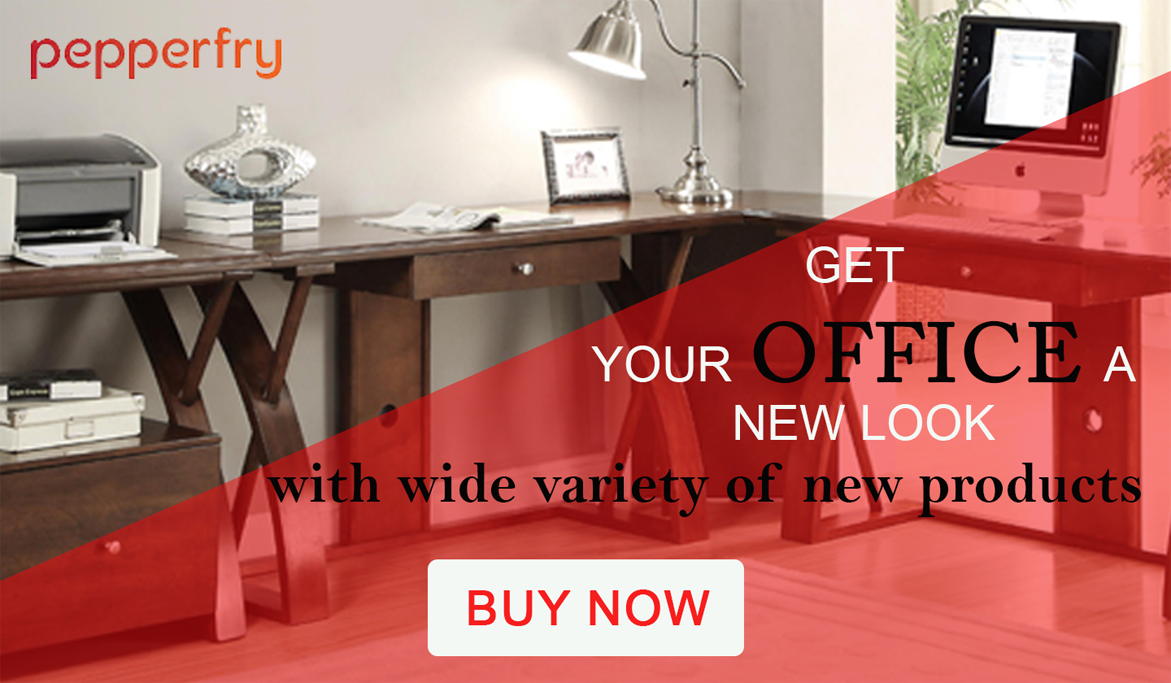 pepperfry
GET
YOUR OFFICE A
NEW LOOK
with wide variety of new products
BUY NOW